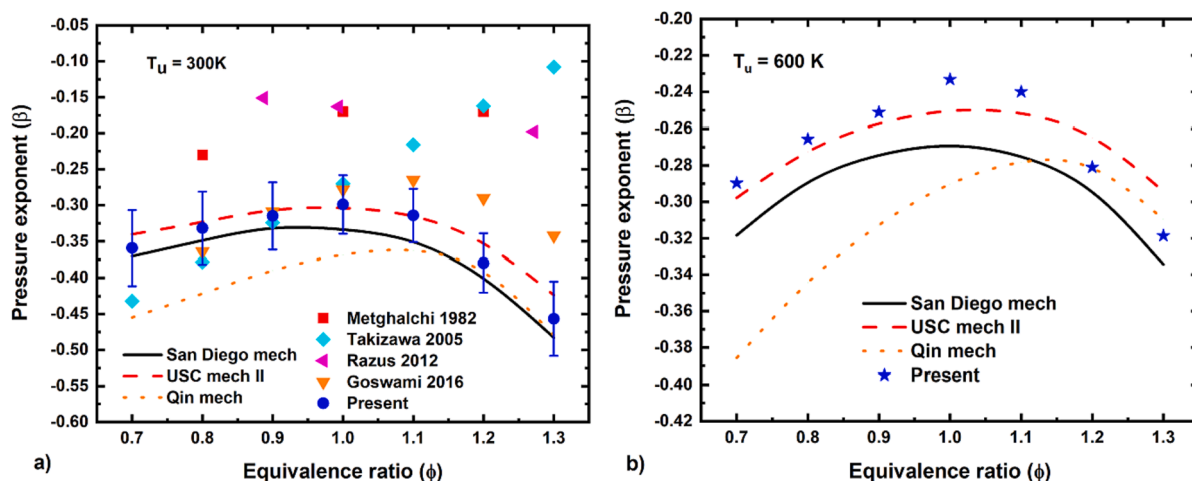 -0.05
-0.10
-0.15
-0.20
-0.25
-0.30
-0.35
-0.40
-0.45
-0.50
-0.55
-0.60
Pressure exponent (β)
Tu = 300K
San Diego mech
USC mech II
Qin mech
Metghalchi 1982
Takizawa 2005
Razus 2012
Goswami 2016
Present
0.7 0.8 0.9 1.0 1.1 1.2 1.3
Equivalence ratio (ϕ)
a)
-0.20
-0.22
-0.24
-0.26
-0.28
-0.30
-0.32
-0.34
-0.36
-0.38
-0.40
-0.42
Pressure exponent (β)
Tu = 600 K
San Diego mech
USC mech II
Qin mech
Present
0.7 0.8 0.9 1.0 1.1 1.2 1.3
Equivalence ratio (ϕ)
b)